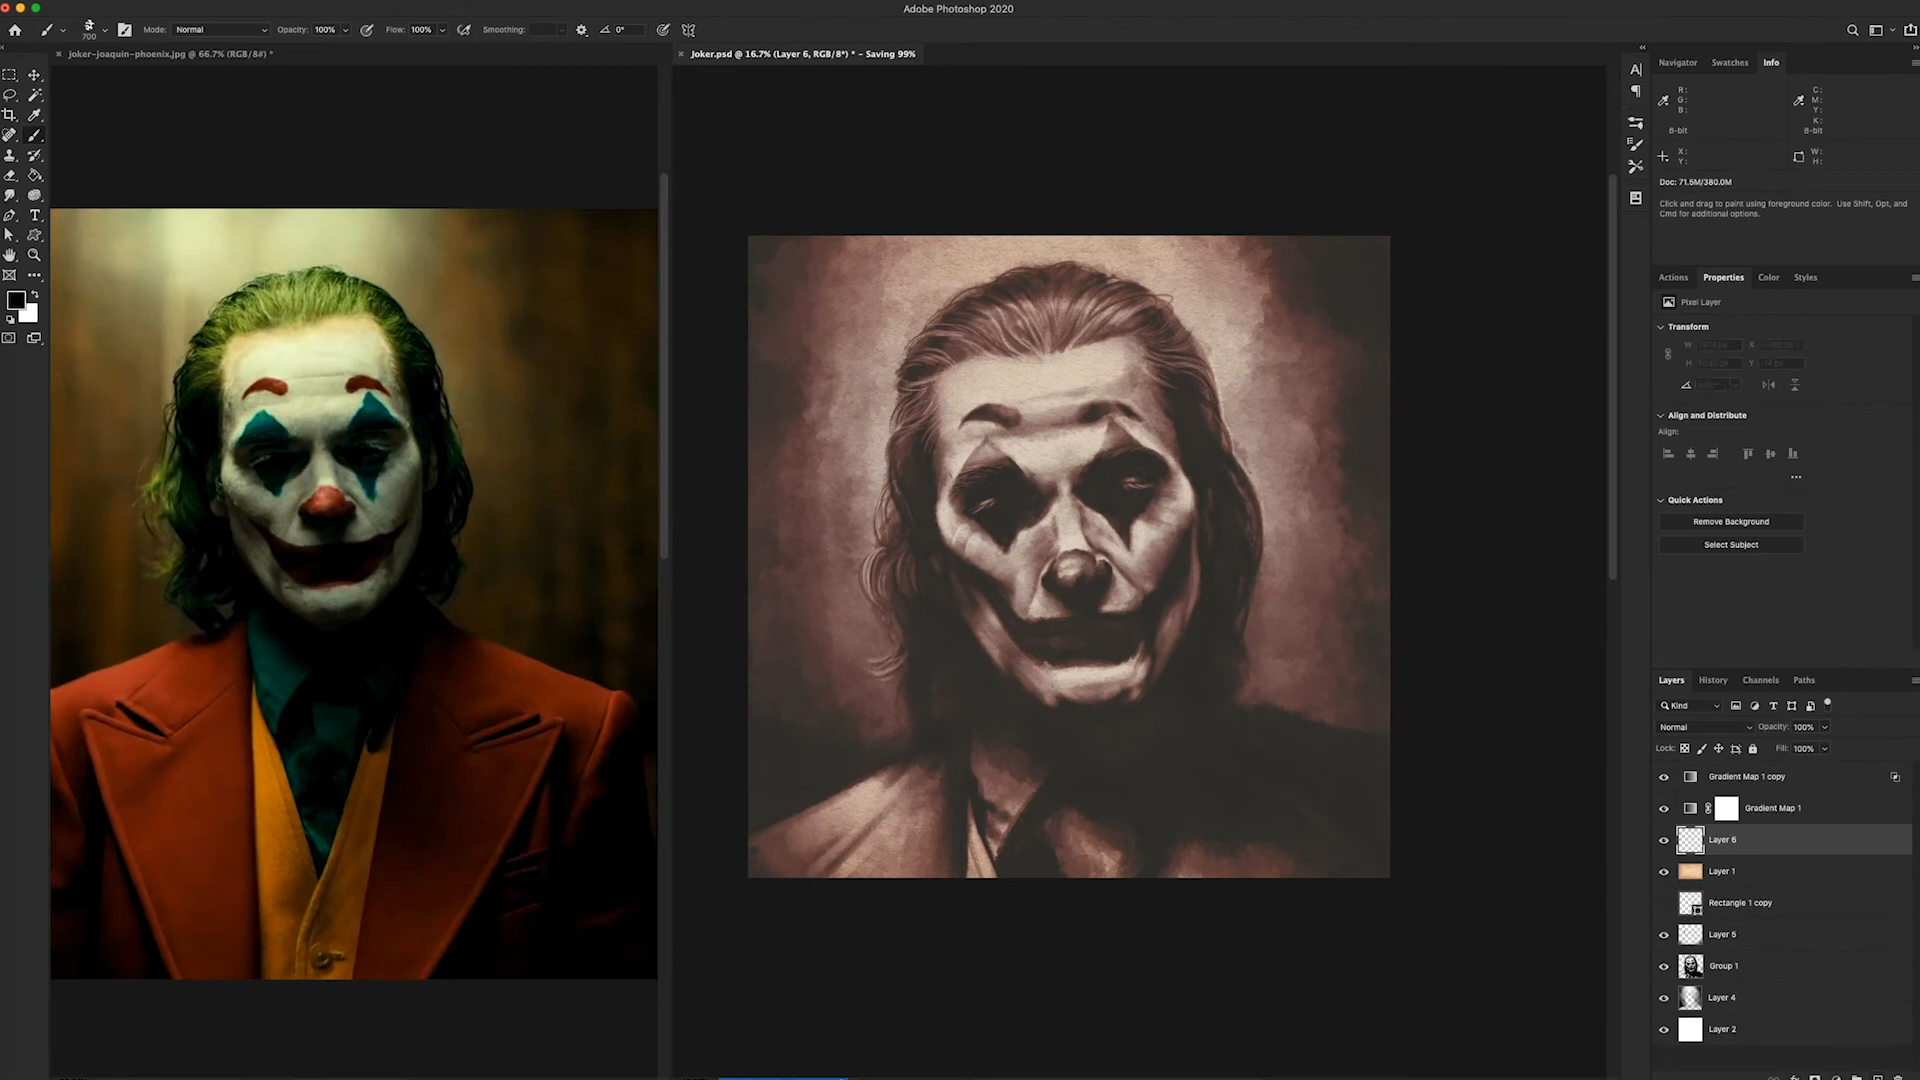 Adobe Photoshop 2020
700
Mode: Normal Opacity: 100% Flow: 100% Smoothing: 0°
joker-joaquin-phoenix.jpg @ 66.7% (RGB/8#) *
Joker.psd @ 16.7% (Layer 6, RGB/8*) * – Saving 99%
Navigator Swatches Info
R: C:
G: M:
B: Y:
K:
8-bit 8-bit
X: W:
Y: H:
Doc: 71.5M/380.0M
Click and drag to paint using foreground color. Use Shift, Opt, and
Cmd for additional options.
Actions Properties Color Styles
Pixel Layer
Transform
W X
H Y
Align and Distribute
Align:
Quick Actions
Remove Background
Select Subject
Layers History Channels Paths
Kind
Normal Opacity: 100%
Lock: Fill: 100%
Gradient Map 1 copy
Gradient Map 1
Layer 6
Layer 1
Rectangle 1 copy
Layer 5
Group 1
Layer 4
Layer 2